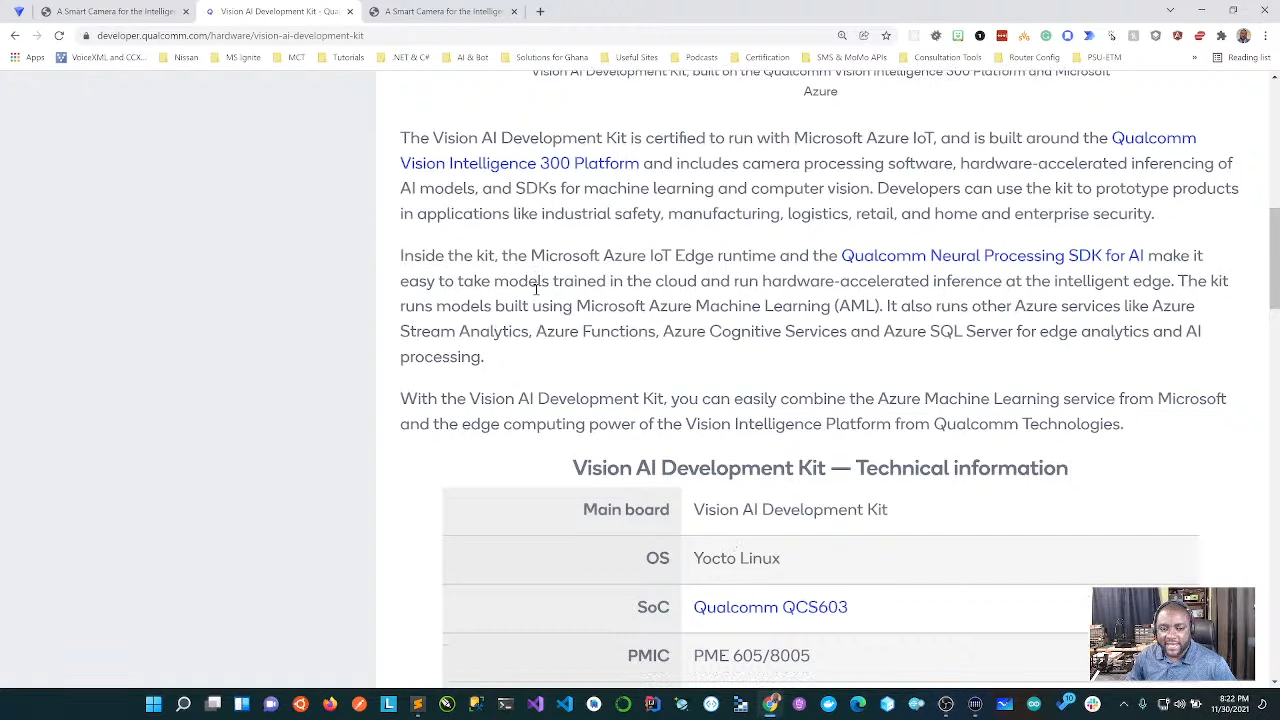 A Smart Camera for the Intellige
Vision AI Development Kit - Qua
A Smart Camera for the Intellige
developer.qualcomm.com/hardware/vision-ai-development-kit
Apps
VoiceXML and CCX...
Nissan
MS Ignite
MCT
Tutorials
.NET C#
AI & Bot
Solutions for Ghana
Useful Sites
Podcasts
Certification
SMS & MoMo APIs
Consultation Tools
Router Config
PSU-ETM
»
Reading list
Vision AI Development Kit, built on the Qualcomm Vision Intelligence 300 Platform and Microsoft
Azure
The Vision AI Development Kit is certified to run with Microsoft Azure IoT, and is built around the Qualcomm
Vision Intelligence 300 Platform and includes camera processing software, hardware-accelerated inferencing of
AI models, and SDKs for machine learning and computer vision. Developers can use the kit to prototype products
in applications like industrial safety, manufacturing, logistics, retail, and home and enterprise security.
Inside the kit, the Microsoft Azure IoT Edge runtime and the Qualcomm Neural Processing SDK for AI make it
easy to take models trained in the cloud and run hardware-accelerated inference at the intelligent edge. The kit
runs models built using Microsoft Azure Machine Learning (AML). It also runs other Azure services like Azure
Stream Analytics, Azure Functions, Azure Cognitive Services and Azure SQL Server for edge analytics and AI
processing.
With the Vision AI Development Kit, you can easily combine the Azure Machine Learning service from Microsoft
and the edge computing power of the Vision Intelligence Platform from Qualcomm Technologies.
Vision AI Development Kit — Technical information
Main board Vision AI Development Kit
OS Yocto Linux
SoC Qualcomm QCS603
PMIC PME 605/8005
10
8:22 PM
11/20/2021